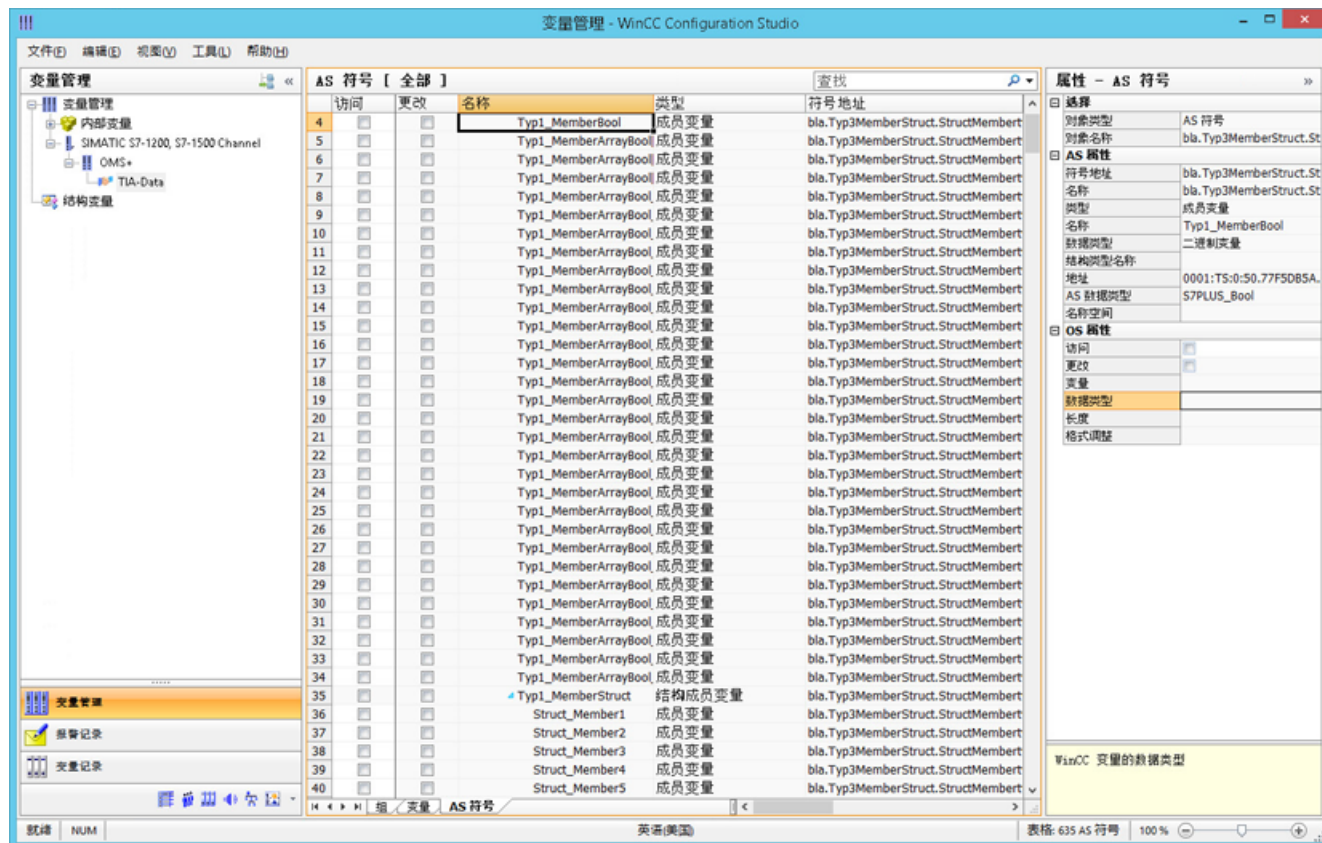 变量管理 - WinCC Configuration Studio
文件(F) 编辑(E) 视图(V) 工具(L) 帮助(H)
变量管理 «
变量管理
内部变量
SIMATIC S7-1200, S7-1500 Channel
OMS+
TIA-Data
结构变量
变量管理
报警记录
变量记录
AS 符号 [ 全部 ] 查找
访问 更改 名称 类型 符号地址
4 Typ1_MemberBool 成员变量 bla.Typ3MemberStruct.StructMembert
5 Typ1_MemberArrayBool 成员变量 bla.Typ3MemberStruct.StructMembert
6 Typ1_MemberArrayBool 成员变量 bla.Typ3MemberStruct.StructMembert
7 Typ1_MemberArrayBool 成员变量 bla.Typ3MemberStruct.StructMembert
8 Typ1_MemberArrayBool 成员变量 bla.Typ3MemberStruct.StructMembert
9 Typ1_MemberArrayBool 成员变量 bla.Typ3MemberStruct.StructMembert
10 Typ1_MemberArrayBool 成员变量 bla.Typ3MemberStruct.StructMembert
11 Typ1_MemberArrayBool 成员变量 bla.Typ3MemberStruct.StructMembert
12 Typ1_MemberArrayBool 成员变量 bla.Typ3MemberStruct.StructMembert
13 Typ1_MemberArrayBool 成员变量 bla.Typ3MemberStruct.StructMembert
14 Typ1_MemberArrayBool 成员变量 bla.Typ3MemberStruct.StructMembert
15 Typ1_MemberArrayBool 成员变量 bla.Typ3MemberStruct.StructMembert
16 Typ1_MemberArrayBool 成员变量 bla.Typ3MemberStruct.StructMembert
17 Typ1_MemberArrayBool 成员变量 bla.Typ3MemberStruct.StructMembert
18 Typ1_MemberArrayBool 成员变量 bla.Typ3MemberStruct.StructMembert
19 Typ1_MemberArrayBool 成员变量 bla.Typ3MemberStruct.StructMembert
20 Typ1_MemberArrayBool 成员变量 bla.Typ3MemberStruct.StructMembert
21 Typ1_MemberArrayBool 成员变量 bla.Typ3MemberStruct.StructMembert
22 Typ1_MemberArrayBool 成员变量 bla.Typ3MemberStruct.StructMembert
23 Typ1_MemberArrayBool 成员变量 bla.Typ3MemberStruct.StructMembert
24 Typ1_MemberArrayBool 成员变量 bla.Typ3MemberStruct.StructMembert
25 Typ1_MemberArrayBool 成员变量 bla.Typ3MemberStruct.StructMembert
26 Typ1_MemberArrayBool 成员变量 bla.Typ3MemberStruct.StructMembert
27 Typ1_MemberArrayBool 成员变量 bla.Typ3MemberStruct.StructMembert
28 Typ1_MemberArrayBool 成员变量 bla.Typ3MemberStruct.StructMembert
29 Typ1_MemberArrayBool 成员变量 bla.Typ3MemberStruct.StructMembert
30 Typ1_MemberArrayBool 成员变量 bla.Typ3MemberStruct.StructMembert
31 Typ1_MemberArrayBool 成员变量 bla.Typ3MemberStruct.StructMembert
32 Typ1_MemberArrayBool 成员变量 bla.Typ3MemberStruct.StructMembert
33 Typ1_MemberArrayBool 成员变量 bla.Typ3MemberStruct.StructMembert
34 Typ1_MemberArrayBool 成员变量 bla.Typ3MemberStruct.StructMembert
35 Typ1_MemberStruct 结构成员变量 bla.Typ3MemberStruct.StructMembert
36 Struct_Member1 成员变量 bla.Typ3MemberStruct.StructMembert
37 Struct_Member2 成员变量 bla.Typ3MemberStruct.StructMembert
38 Struct_Member3 成员变量 bla.Typ3MemberStruct.StructMembert
39 Struct_Member4 成员变量 bla.Typ3MemberStruct.StructMembert
40 Struct_Member5 成员变量 bla.Typ3MemberStruct.StructMembert
组 变量 AS 符号
属性 - AS 符号 »
选择
对象类型 AS 符号
对象名称 bla.Typ3MemberStruct.St
AS 属性
符号地址 bla.Typ3MemberStruct.St
名称 bla.Typ3MemberStruct.St
类型 成员变量
名称 Typ1_MemberBool
数据类型 二进制变量
结构类型名称
地址 0001:TS:0:50.77F5DB5A.
AS 数据类型 S7PLUS_Bool
名称空间
OS 属性
访问
更改
变量
数据类型
长度
格式调整
WinCC 变量的数据类型
就绪 NUM 英语(美国) 表格: 635 AS 符号 100 %